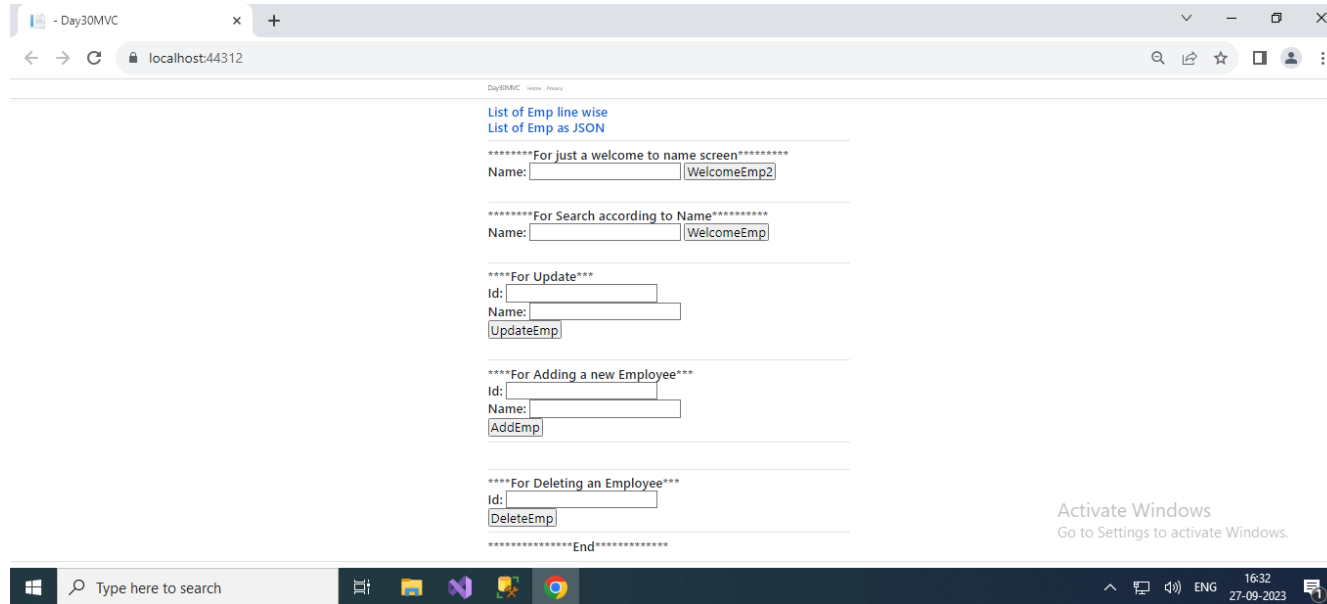 - Day30MVC
localhost:44312
Day30MVC Home Privacy
List of Emp line wise
List of Emp as JSON
********For just a welcome to name screen*********
Name: WelcomeEmp2
********For Search according to Name**********
Name: WelcomeEmp
****For Update***
Id:
Name:
UpdateEmp
****For Adding a new Employee***
Id:
Name:
AddEmp
****For Deleting an Employee***
Id:
DeleteEmp
***************End*************
Activate Windows
Go to Settings to activate Windows.
Type here to search
ENG
16:32
27-09-2023
1